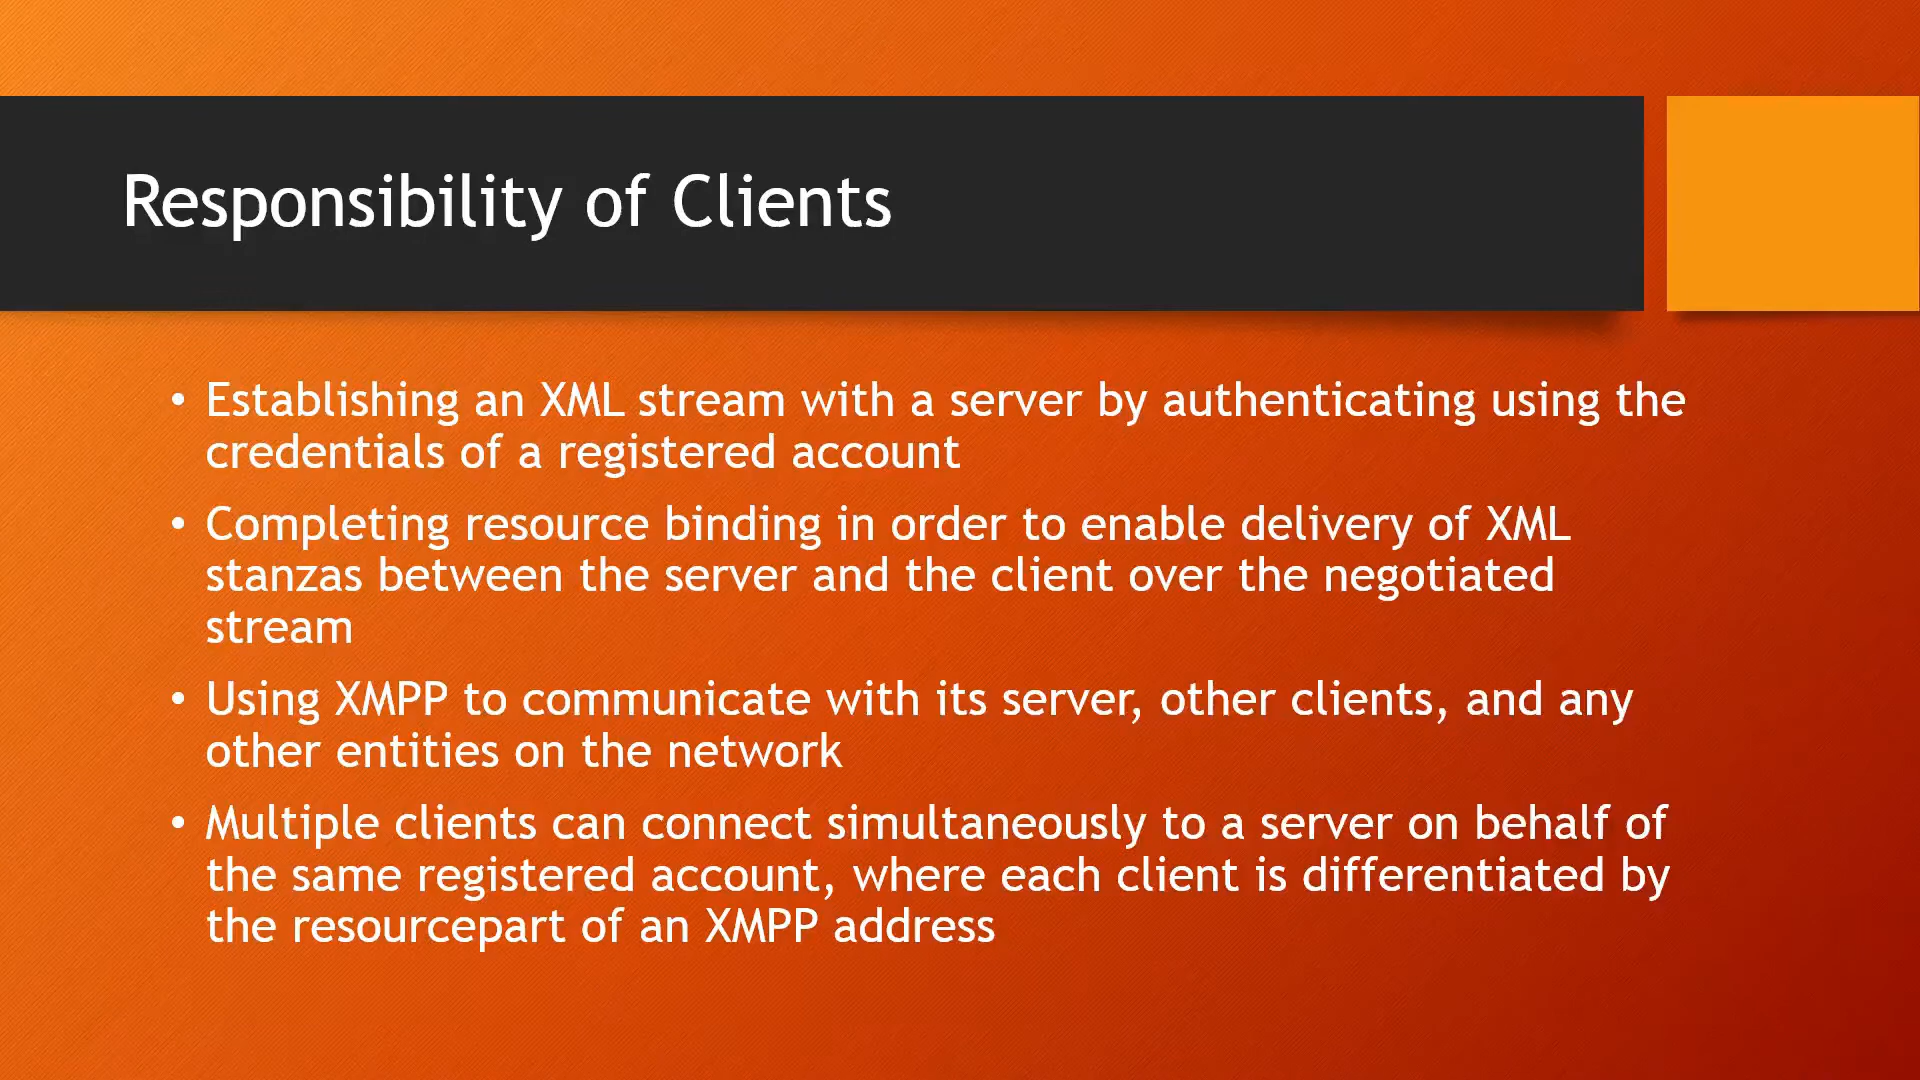 Responsibility of Clients
• Establishing an XML stream with a server by authenticating using the
credentials of a registered account
• Completing resource binding in order to enable delivery of XML
stanzas between the server and the client over the negotiated
stream
• Using XMPP to communicate with its server, other clients, and any
other entities on the network
• Multiple clients can connect simultaneously to a server on behalf of
the same registered account, where each client is differentiated by
the resourcepart of an XMPP address